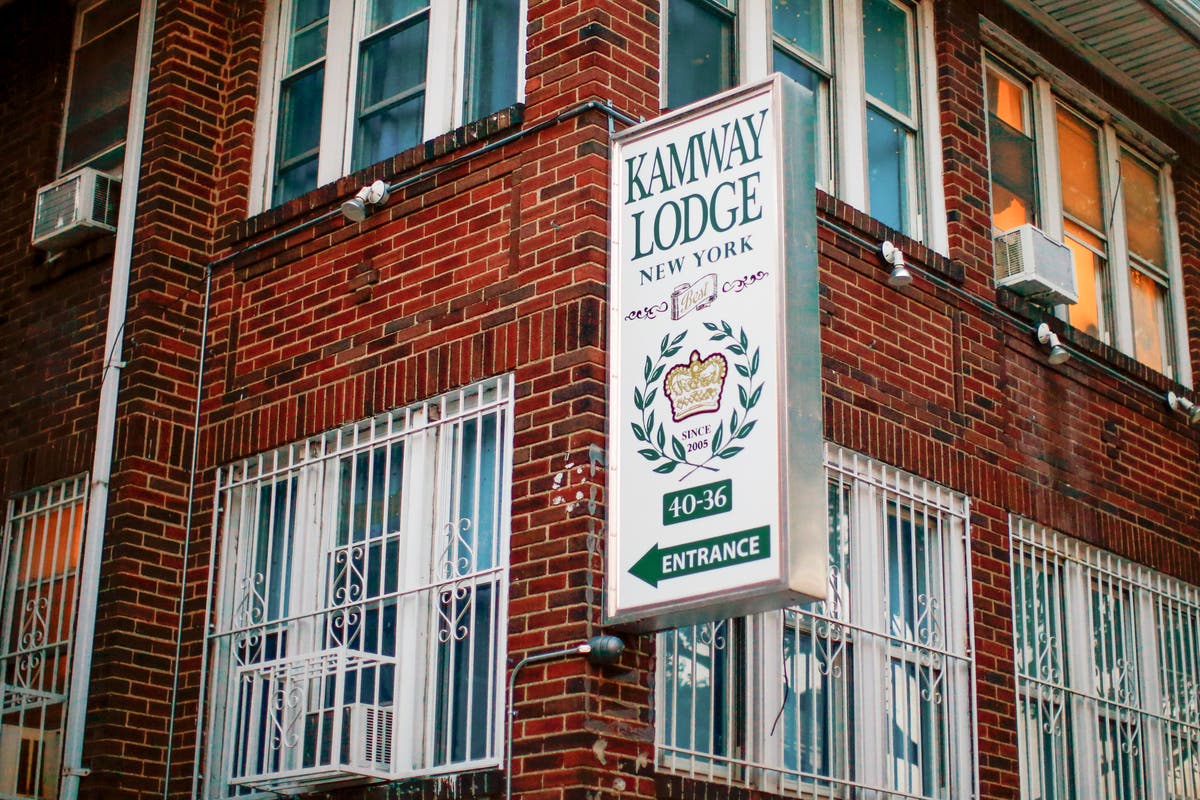 KAMWAY
LODGE
NEW YORK
Best
SINCE
2005
40-36
ENTRANCE